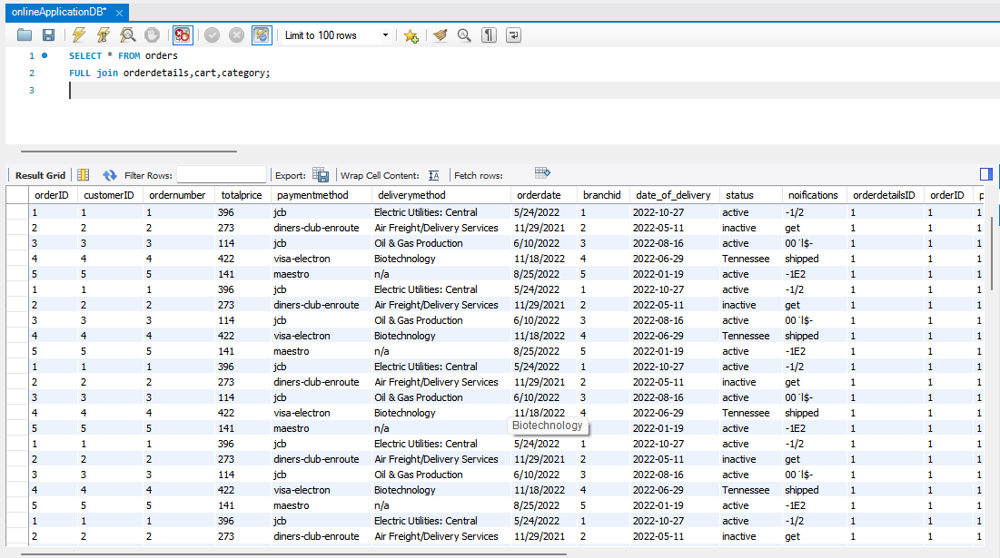 onlineApplicationDB*
Limit to 100 rows
1 SELECT * FROM orders
2 FULL join orderdetails,cart,category;
3
Result Grid Filter Rows: Export: Wrap Cell Content: Fetch rows:
orderID customerID ordernumber totalprice paymentmethod deliverymethod orderdate branchid date_of_delivery status noifications orderdetailsID orderID p
1 1 1 396 jcb Electric Utilities: Central 5/24/2022 1 2022-10-27 active -1/2 1 1 1
2 2 2 273 diners-club-enroute Air Freight/Delivery Services 11/29/2021 2 2022-05-11 inactive get 1 1 1
3 3 3 114 jcb Oil & Gas Production 6/10/2022 3 2022-08-16 active 00˙l$- 1 1 1
4 4 4 422 visa-electron Biotechnology 11/18/2022 4 2022-06-29 Tennessee shipped 1 1 1
5 5 5 141 maestro n/a 8/25/2022 5 2022-01-19 active -1E2 1 1 1
1 1 1 396 jcb Electric Utilities: Central 5/24/2022 1 2022-10-27 active -1/2 1 1 1
2 2 2 273 diners-club-enroute Air Freight/Delivery Services 11/29/2021 2 2022-05-11 inactive get 1 1 1
3 3 3 114 jcb Oil & Gas Production 6/10/2022 3 2022-08-16 active 00˙l$- 1 1 1
4 4 4 422 visa-electron Biotechnology 11/18/2022 4 2022-06-29 Tennessee shipped 1 1 1
5 5 5 141 maestro n/a 8/25/2022 5 2022-01-19 active -1E2 1 1 1
1 1 1 396 jcb Electric Utilities: Central 5/24/2022 1 2022-10-27 active -1/2 1 1 1
2 2 2 273 diners-club-enroute Air Freight/Delivery Services 11/29/2021 2 2022-05-11 inactive get 1 1 1
3 3 3 114 jcb Oil & Gas Production 6/10/2022 3 2022-08-16 active 00˙l$- 1 1 1
4 4 4 422 visa-electron Biotechnology 11/18/2022 4 2022-06-29 Tennessee shipped 1 1 1
5 5 5 141 maestro n/a Biotechnology 2022-01-19 active -1E2 1 1 1
1 1 1 396 jcb Electric Utilities: Central 5/24/2022 1 2022-10-27 active -1/2 1 1 1
2 2 2 273 diners-club-enroute Air Freight/Delivery Services 11/29/2021 2 2022-05-11 inactive get 1 1 1
3 3 3 114 jcb Oil & Gas Production 6/10/2022 3 2022-08-16 active 00˙l$- 1 1 1
4 4 4 422 visa-electron Biotechnology 11/18/2022 4 2022-06-29 Tennessee shipped 1 1 1
5 5 5 141 maestro n/a 8/25/2022 5 2022-01-19 active -1E2 1 1 1
1 1 1 396 jcb Electric Utilities: Central 5/24/2022 1 2022-10-27 active -1/2 1 1 1
2 2 2 273 diners-club-enroute Air Freight/Delivery Services 11/29/2021 2 2022-05-11 inactive get 1 1 1